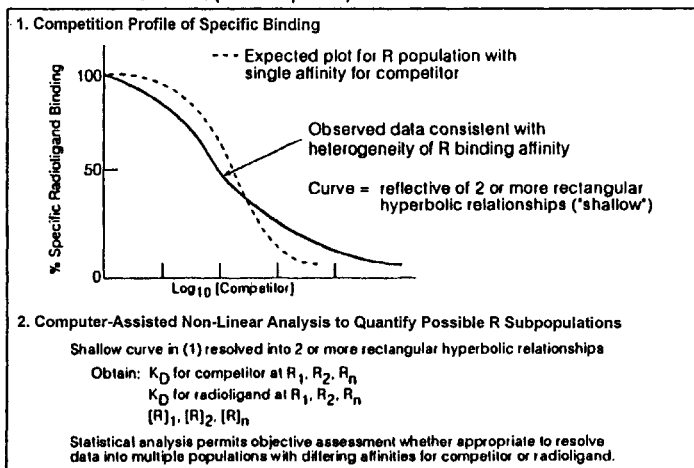 1. Competition Profile of Specific Binding
--- Expected plot for R population with
single affinity for competitor
100
Observed data consistent with
heterogeneity of R binding affinity
50
Curve = reflective of 2 or more rectangular
hyperbolic relationships ("shallow")
% Specific Radioligand Binding
0
Log10 [Competitor]
2. Computer-Assisted Non-Linear Analysis to Quantify Possible R Subpopulations
Shallow curve in (1) resolved into 2 or more rectangular hyperbolic relationships
Obtain: KD for competitor at R1, R2, Rn
KD for radioligand at R1, R2, Rn
[R]1, [R]2, [R]n
Statistical analysis permits objective assessment whether appropriate to resolve
data into multiple populations with differing affinities for competitor or radioligand.